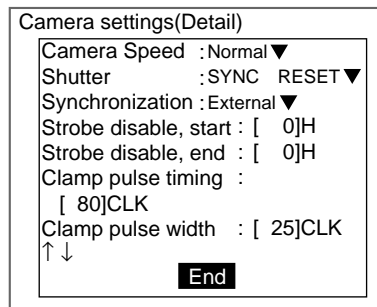 Camera settings(Detail)
Camera Speed :Normal▼
Shutter :SYNC RESET▼
Synchronization :External ▼
Strobe disable, start : [ 0]H
Strobe disable, end : [ 0]H
Clamp pulse timing :
[ 80]CLK
Clamp pulse width : [ 25]CLK
↑↓
End